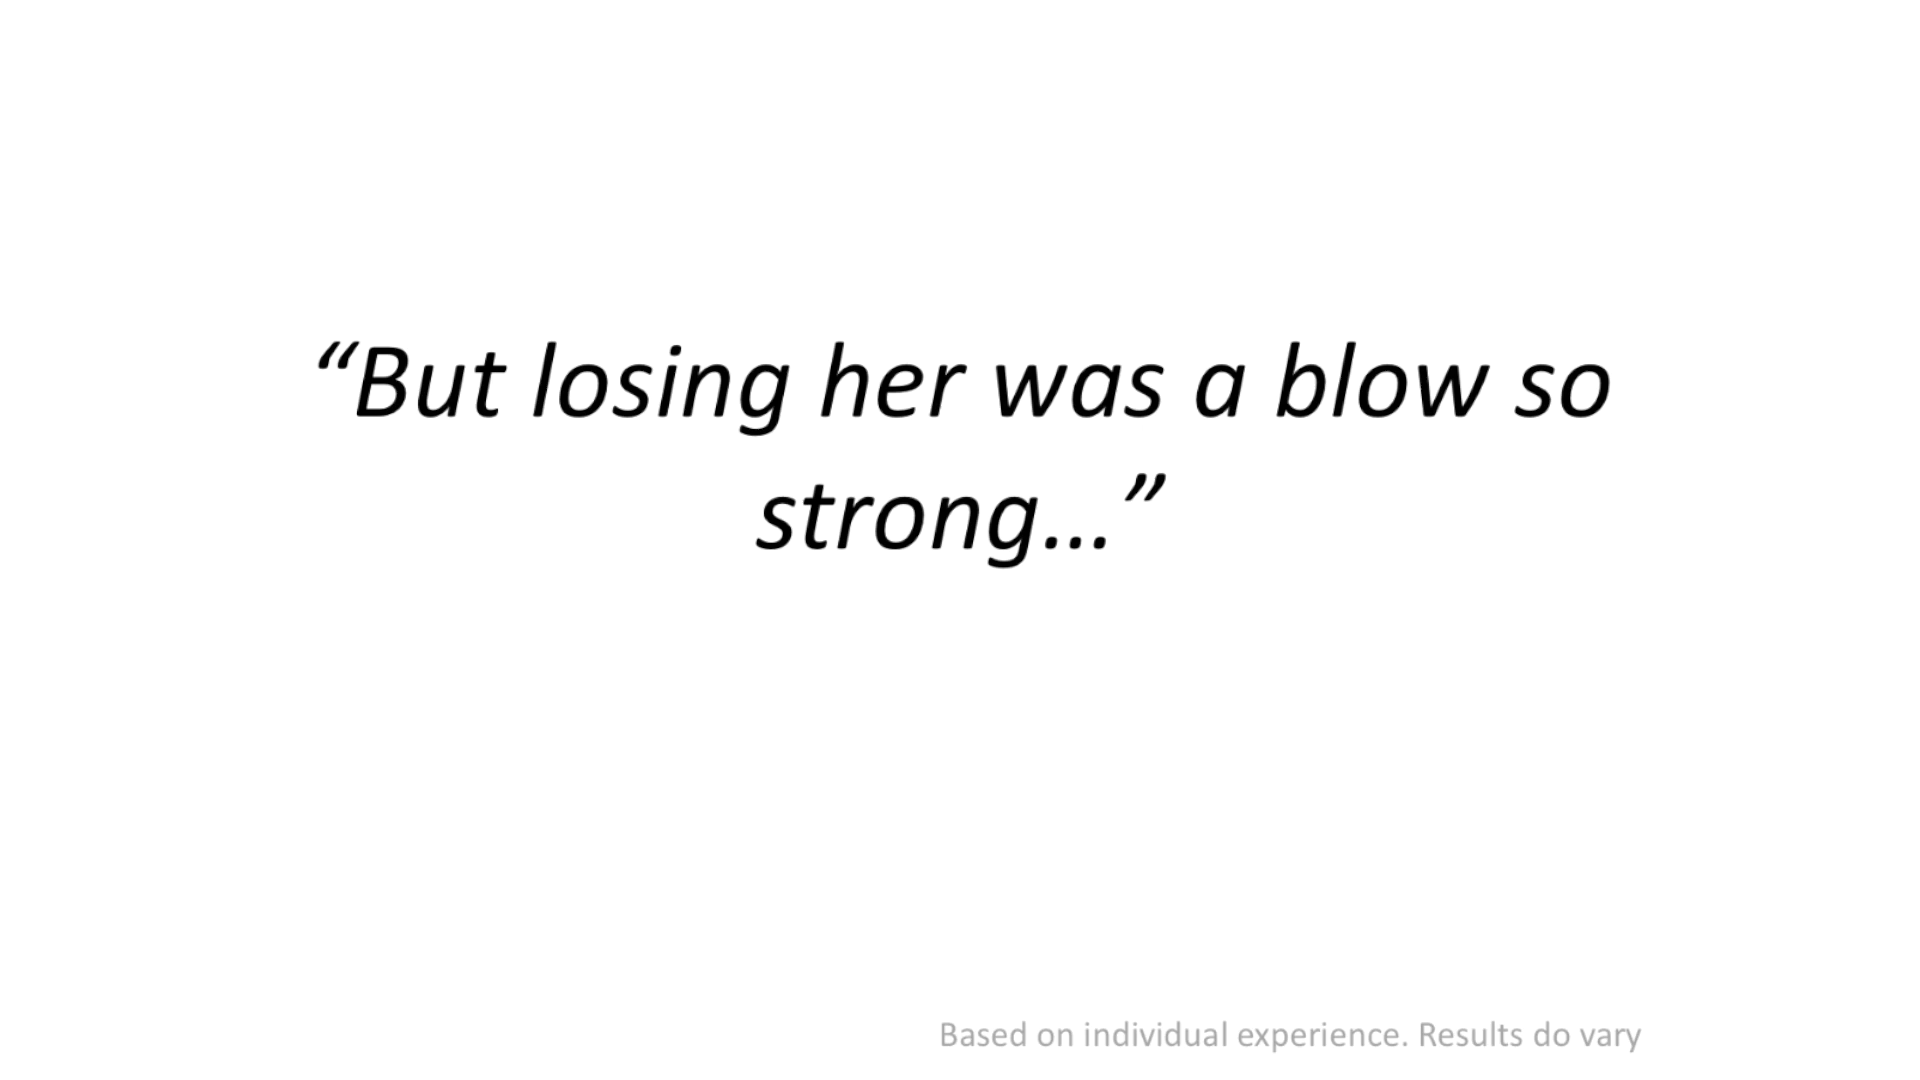 “But losing her was a blow so
strong…”
Based on individual experience. Results do vary